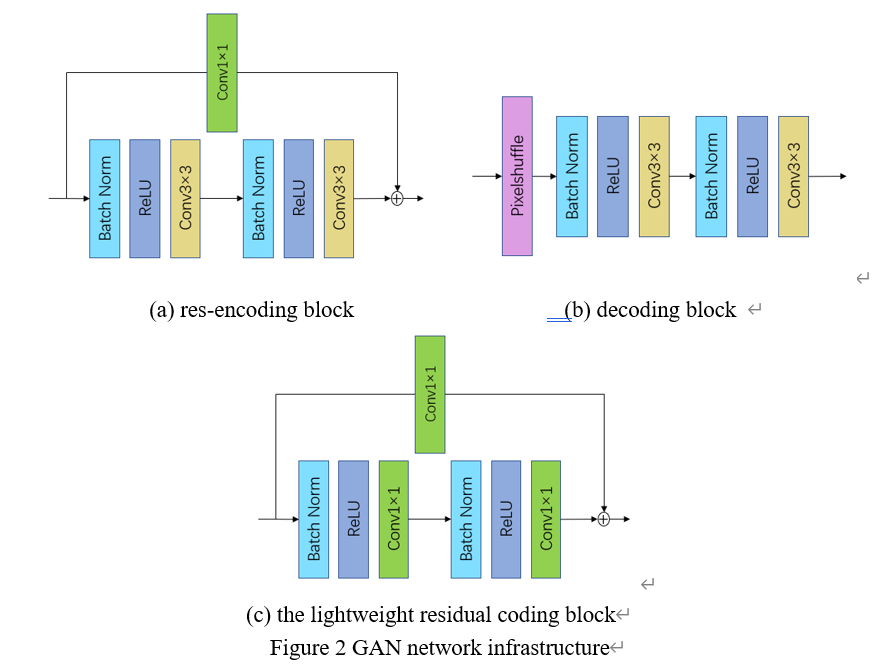 Conv1×1
Batch Norm
ReLU
Conv3×3
Batch Norm
ReLU
Conv3×3
(a) res-encoding block
Pixelshuffle
Batch Norm
ReLU
Conv3×3
Batch Norm
ReLU
Conv3×3
(b) decoding block
Conv1×1
Batch Norm
ReLU
Conv1×1
Batch Norm
ReLU
Conv1×1
(c) the lightweight residual coding block
Figure 2 GAN network infrastructure